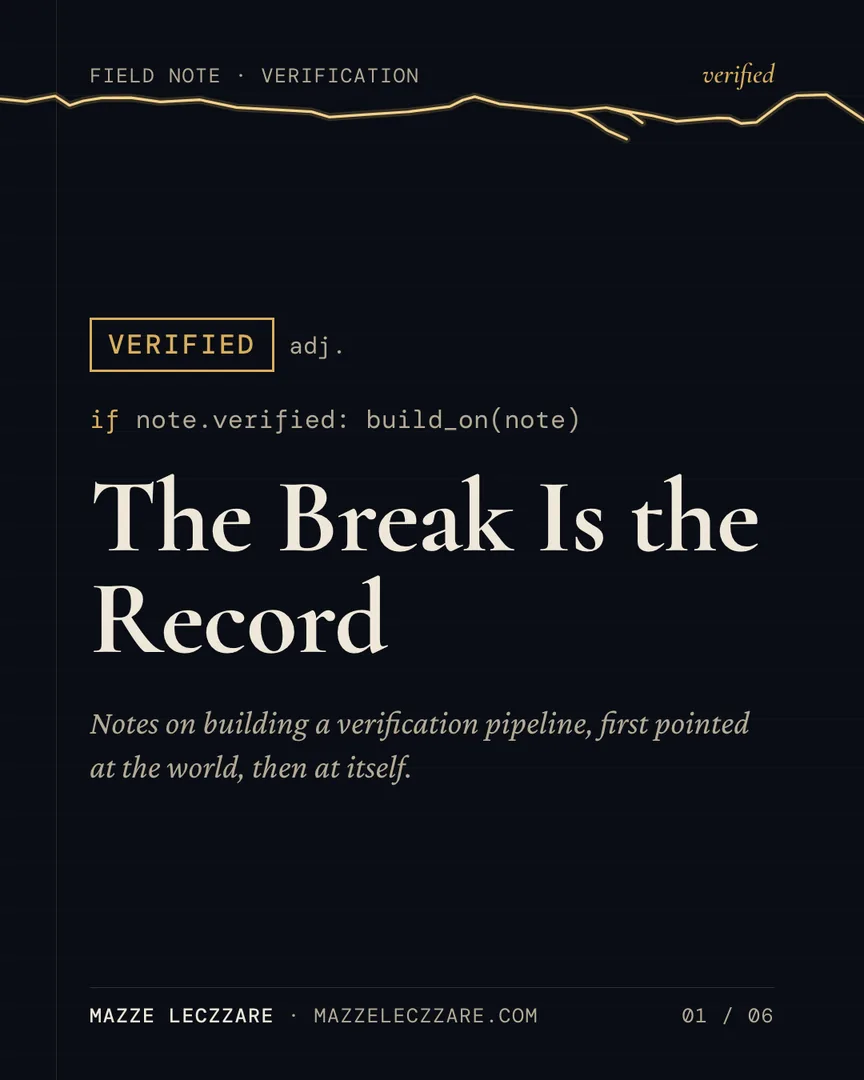 FIELD NOTE · VERIFICATION
verified
VERIFIED adj.
if note.verified: build_on(note)
The Break Is the
Record
Notes on building a verification pipeline, first pointed
at the world, then at itself.
MAZZE LECZZARE · MAZZELECZZARE.COM
01 / 06